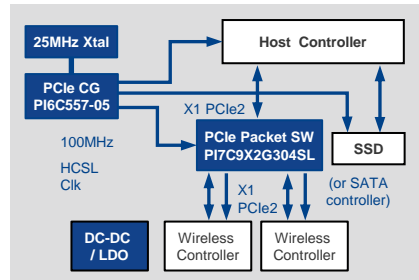 25MHz Xtal
Host Controller
PCIe CG
PI6C557-05
X1 PCIe2
100MHz
HCSL
Clk
PCIe Packet SW
PI7C9X2G304SL
SSD
(or SATA
controller)
X1
PCIe2
DC-DC
/ LDO
Wireless
Controller
Wireless
Controller